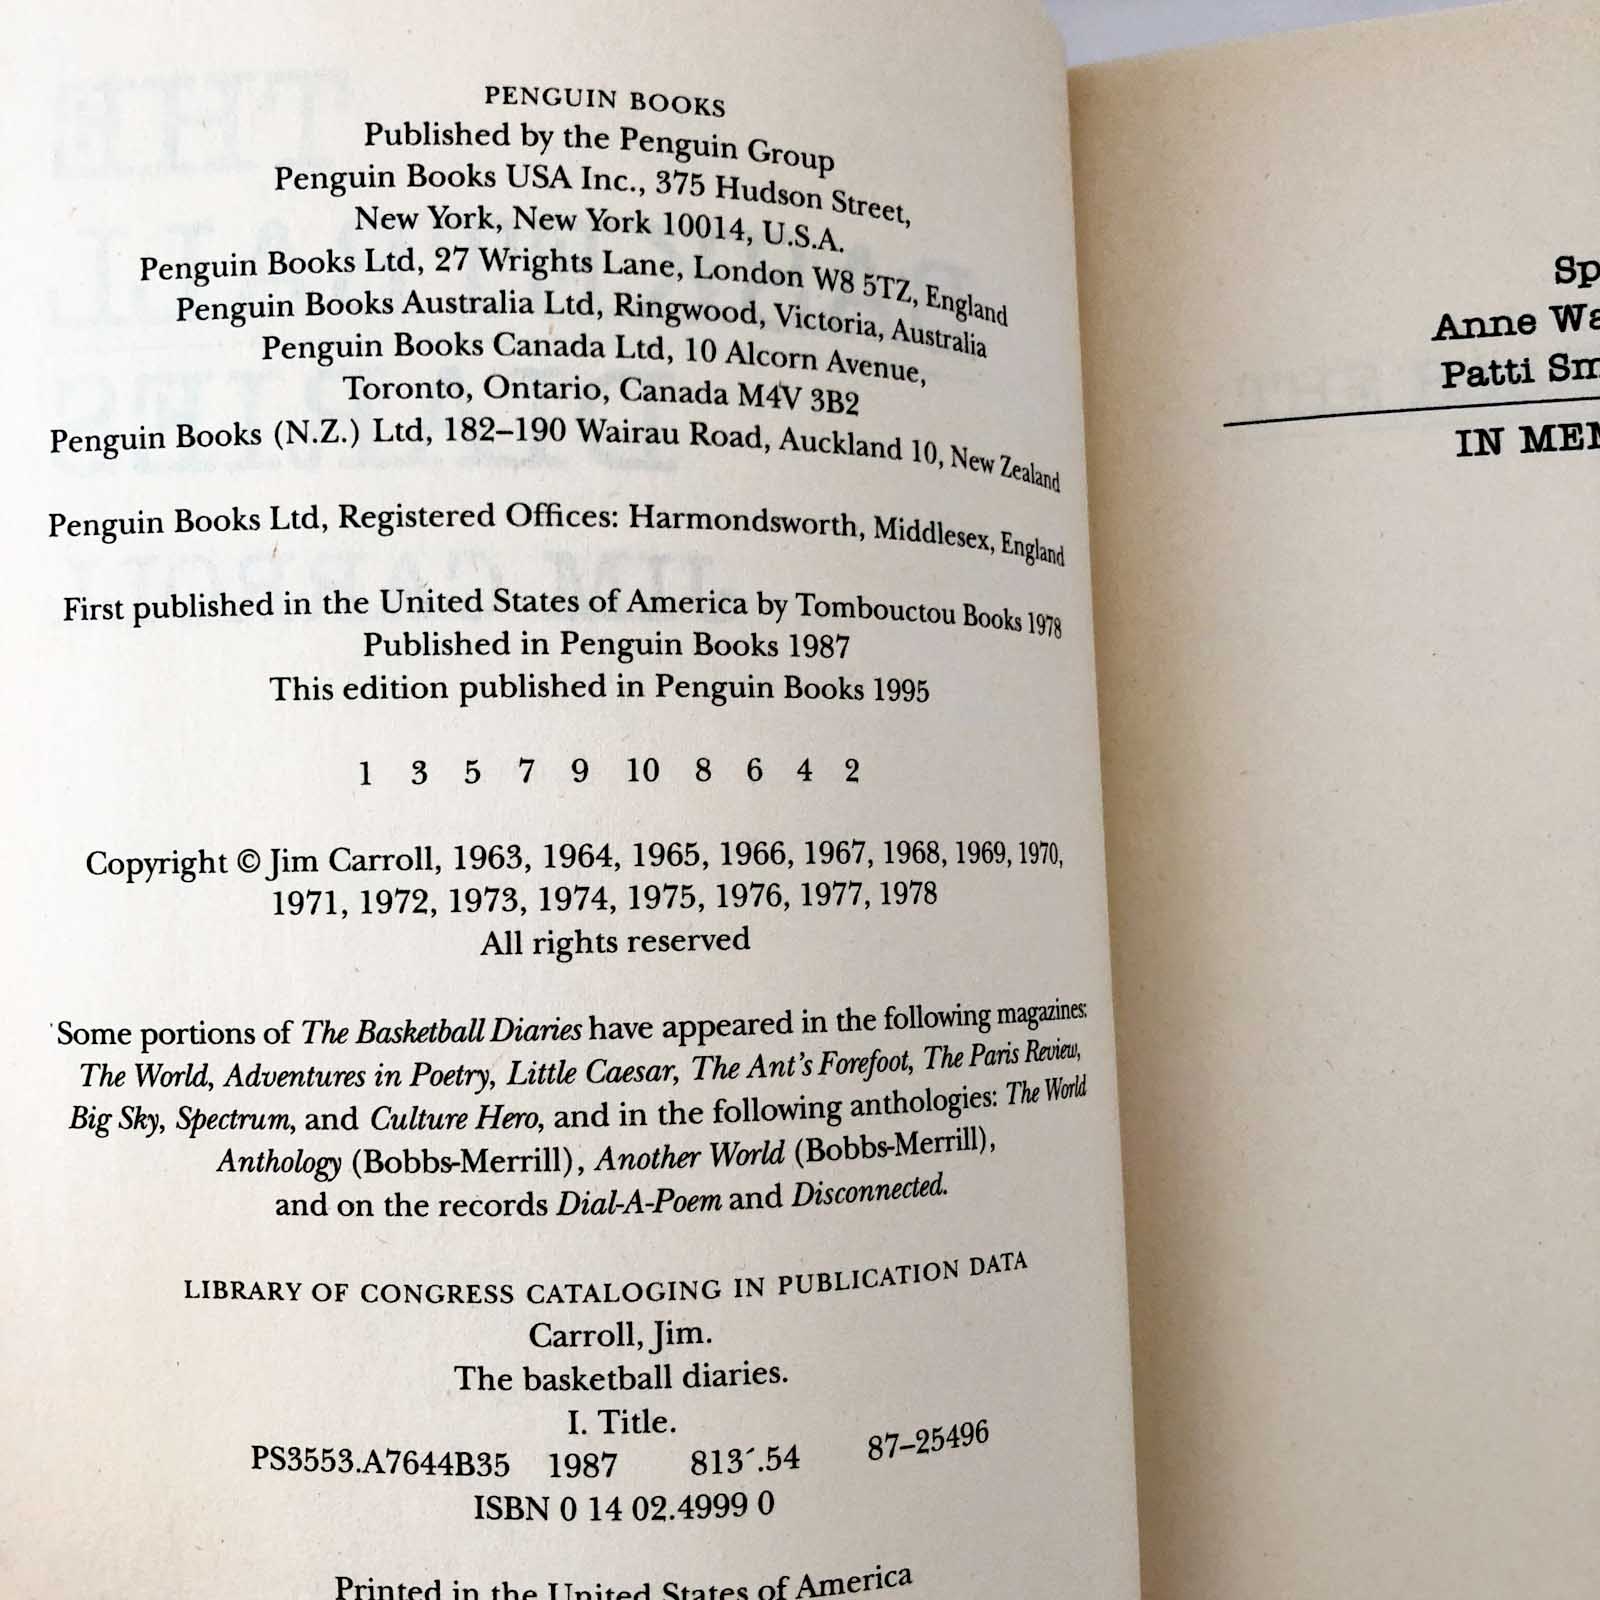 PENGUIN BOOKS
Published by the Penguin Group
Penguin Books USA Inc., 375 Hudson Street,
New York, New York 10014, U.S.A.
Penguin Books Ltd, 27 Wrights Lane, London W8 5TZ, England
Penguin Books Australia Ltd, Ringwood, Victoria, Australia
Penguin Books Canada Ltd, 10 Alcorn Avenue,
Toronto, Ontario, Canada M4V 3B2
Penguin Books (N.Z.) Ltd, 182–190 Wairau Road, Auckland 10, New Zealand
Penguin Books Ltd, Registered Offices: Harmondsworth, Middlesex, England
First published in the United States of America by Tombouctou Books 1978
Published in Penguin Books 1987
This edition published in Penguin Books 1995
1 3 5 7 9 10 8 6 4 2
Copyright © Jim Carroll, 1963, 1964, 1965, 1966, 1967, 1968, 1969, 1970,
1971, 1972, 1973, 1974, 1975, 1976, 1977, 1978
All rights reserved
Some portions of The Basketball Diaries have appeared in the following magazines:
The World, Adventures in Poetry, Little Caesar, The Ant's Forefoot, The Paris Review,
Big Sky, Spectrum, and Culture Hero, and in the following anthologies: The World
Anthology (Bobbs-Merrill), Another World (Bobbs-Merrill),
and on the records Dial-A-Poem and Disconnected.
LIBRARY OF CONGRESS CATALOGING IN PUBLICATION DATA
Carroll, Jim.
The basketball diaries.
I. Title.
PS3553.A7644B35 1987 813´.54 87–25496
ISBN 0 14 02.4999 0
Printed in the United States of America
Sp
Anne Wa
Patti Sm
IN MEM